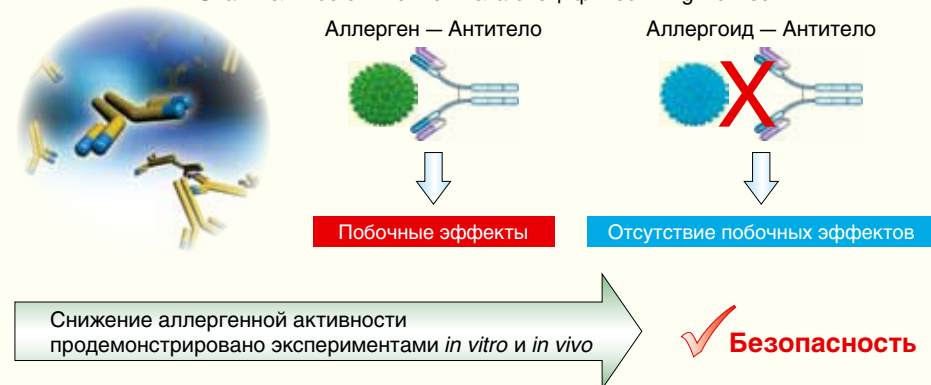 Аллерген — Антитело
Аллергоид — Антитело
X
Побочные эффекты
Отсутствие побочных эффектов
Снижение аллергенной активности
продемонстрировано экспериментами in vitro и in vivo
Безопасность